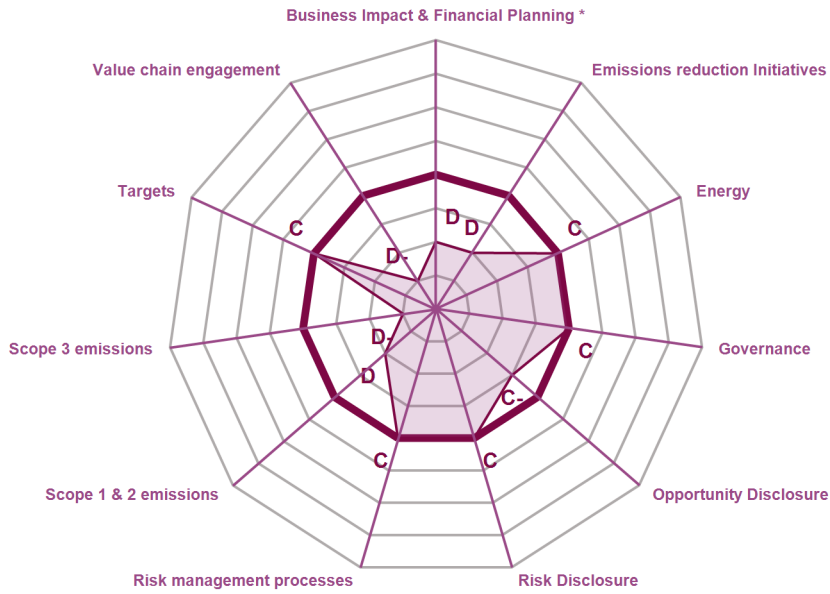 Business Impact & Financial Planning *
Value chain engagement
Emissions reduction Initiatives
Targets
Energy
C
D
D
C
D-
Scope 3 emissions
D-
C
Governance
D
C-
C
C
Scope 1 & 2 emissions
Opportunity Disclosure
Risk management processes
Risk Disclosure